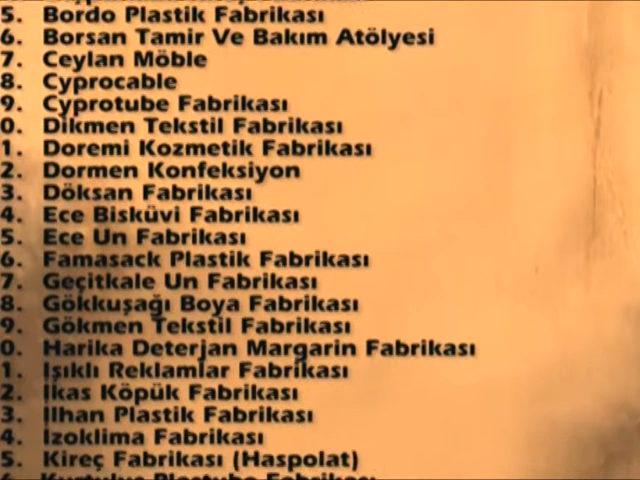 5. Bordo Plastik Fabrikası
6. Borsan Tamir Ve Bakım Atölyesi
7. Ceylan Möble
8. Cyprocable
9. Cyprotube Fabrikası
0. Dikmen Tekstil Fabrikası
1. Doremi Kozmetik Fabrikası
2. Dormen Konfeksiyon
3. Döksan Fabrikası
4. Ece Bisküvi Fabrikası
5. Ece Un Fabrikası
6. Famasack Plastik Fabrikası
7. Geçitkale Un Fabrikası
8. Gökkuşağı Boya Fabrikası
9. Gökmen Tekstil Fabrikası
0. Harika Deterjan Margarin Fabrikası
1. Işıklı Reklamlar Fabrikası
2. İkas Köpük Fabrikası
3. İlhan Plastik Fabrikası
4. İzoklima Fabrikası
5. Kireç Fabrikası (Haspolat)
6. Kurtuluş Plastube Fabrikası